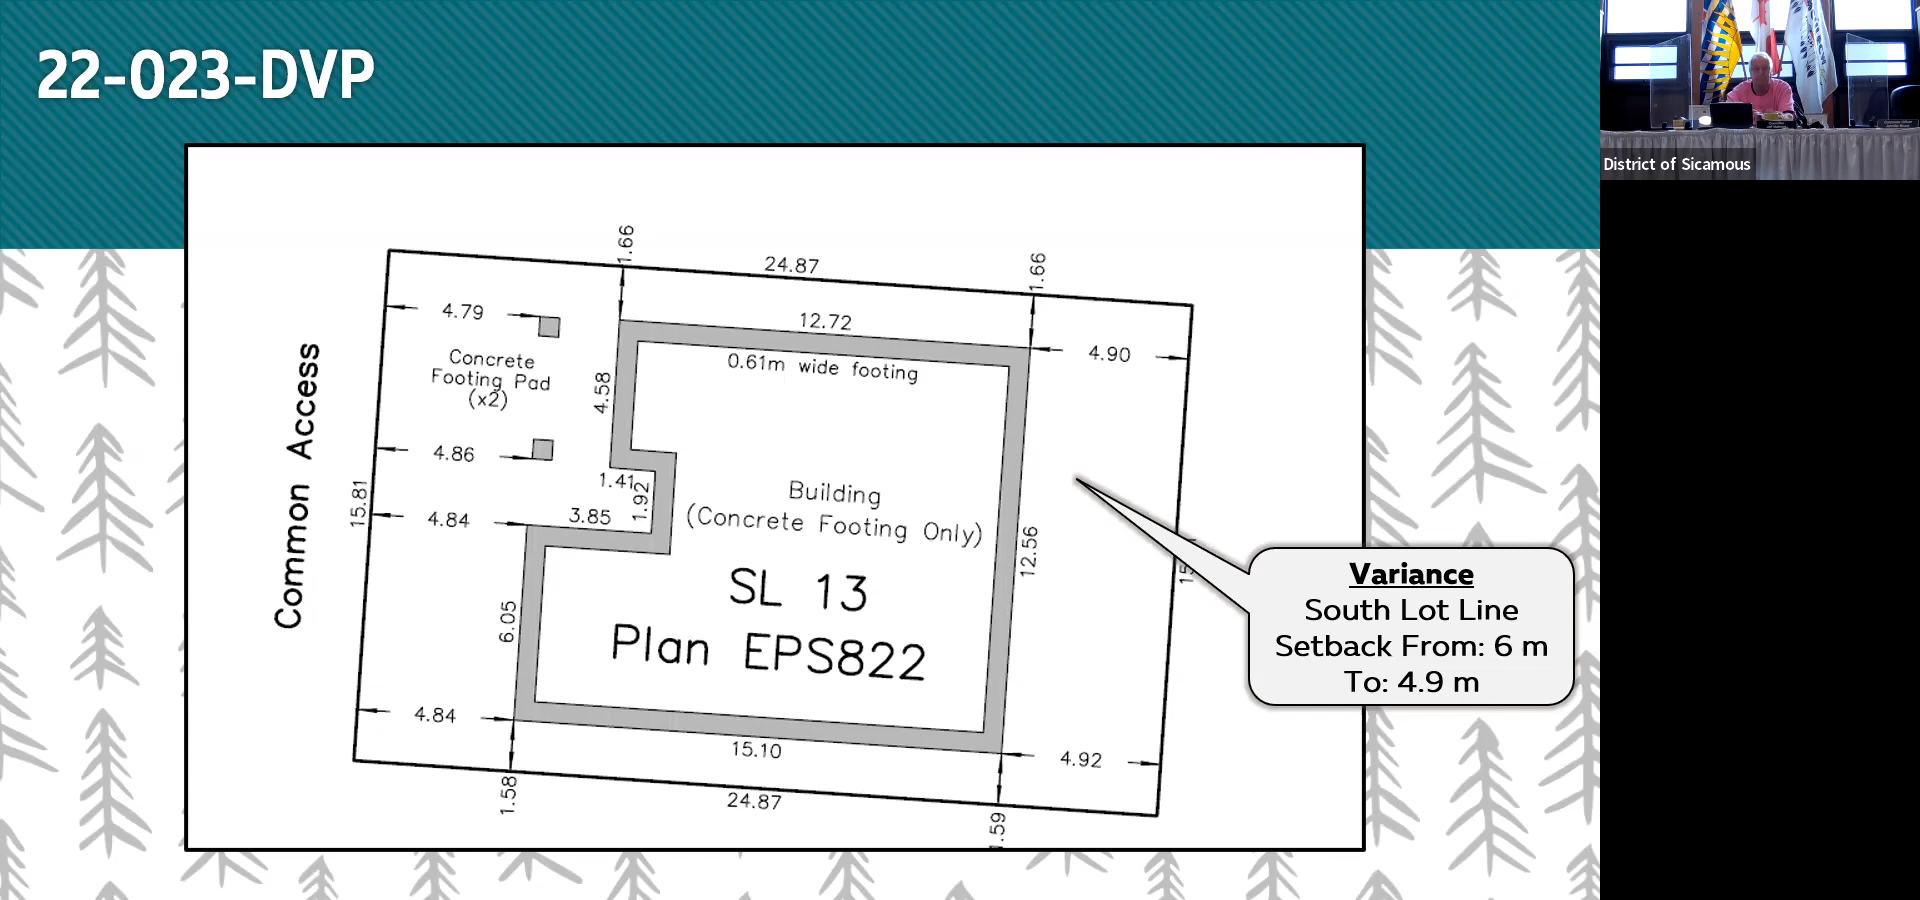 22-023-DVP
District of Sicamous
1.66
24.87
1.66
4.79
12.72
4.90
0.61m wide footing
Concrete
Footing Pad
(x2)
4.58
Common Access
4.86
1.41
1.92
15.81
4.84
3.85
Building
(Concrete Footing Only)
12.56
SL 13
Plan EPS822
6.05
4.84
15.10
4.92
1.58
24.87
1.59
Variance
South Lot Line
Setback From: 6 m
To: 4.9 m